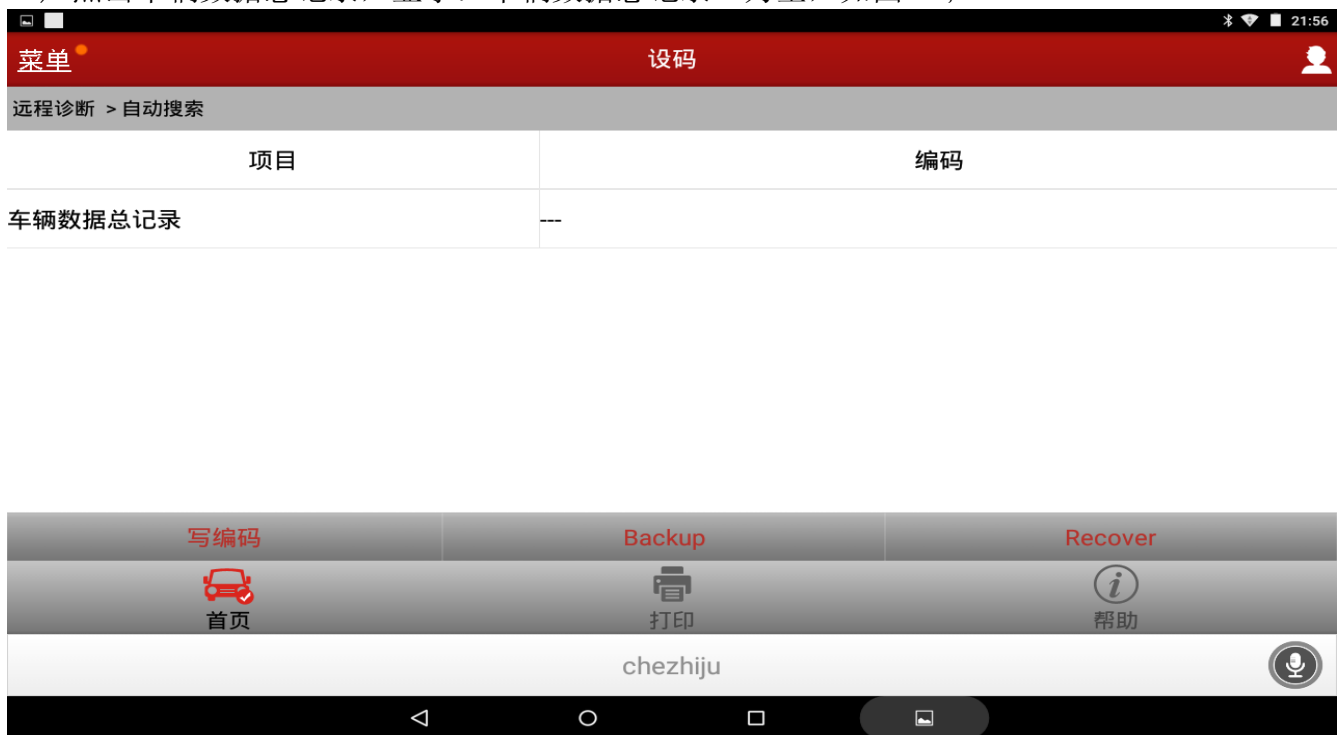 21:56
菜单
设码
远程诊断 >自动搜索
项目
编码
车辆数据总记录
---
写编码
Backup
Recover
首页
打印
帮助
chezhiju